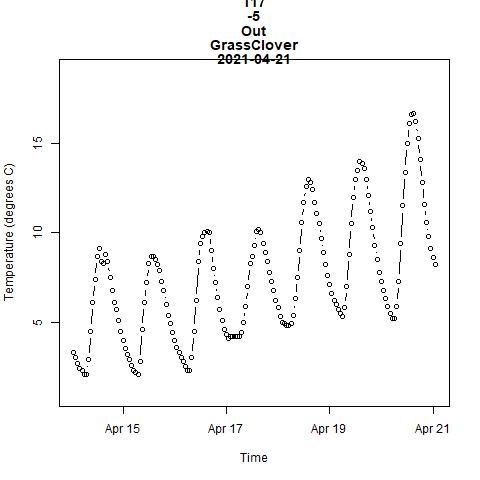 117
-5
Out
GrassClover
2021-04-21
Temperature (degrees C)
15
10
5
Apr 15
Apr 17
Apr 19
Apr 21
Time